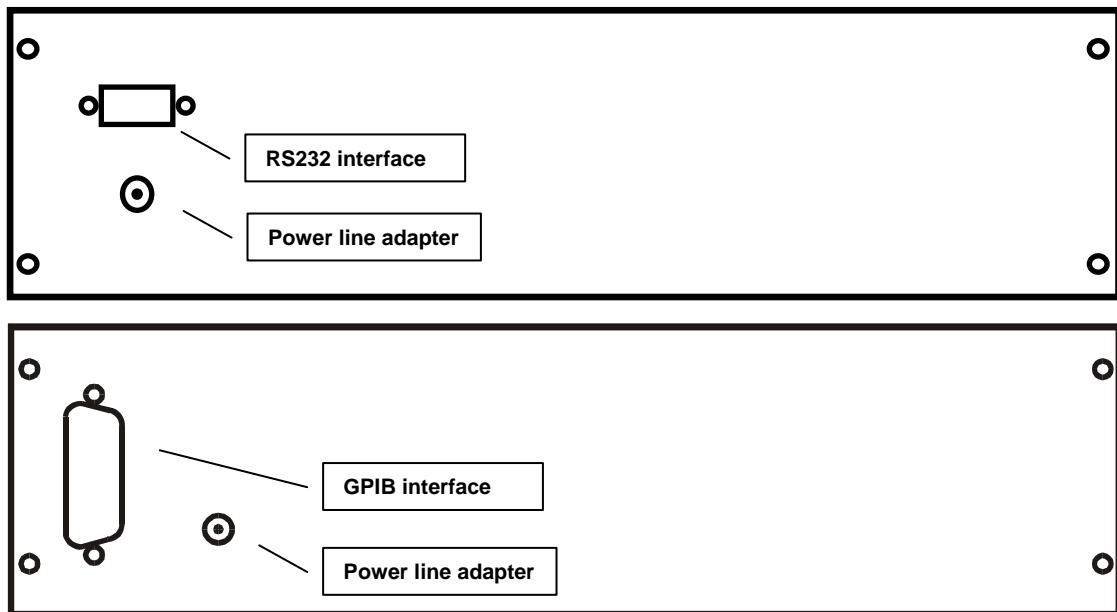 RS232 interface
Power line adapter
GPIB interface
Power line adapter